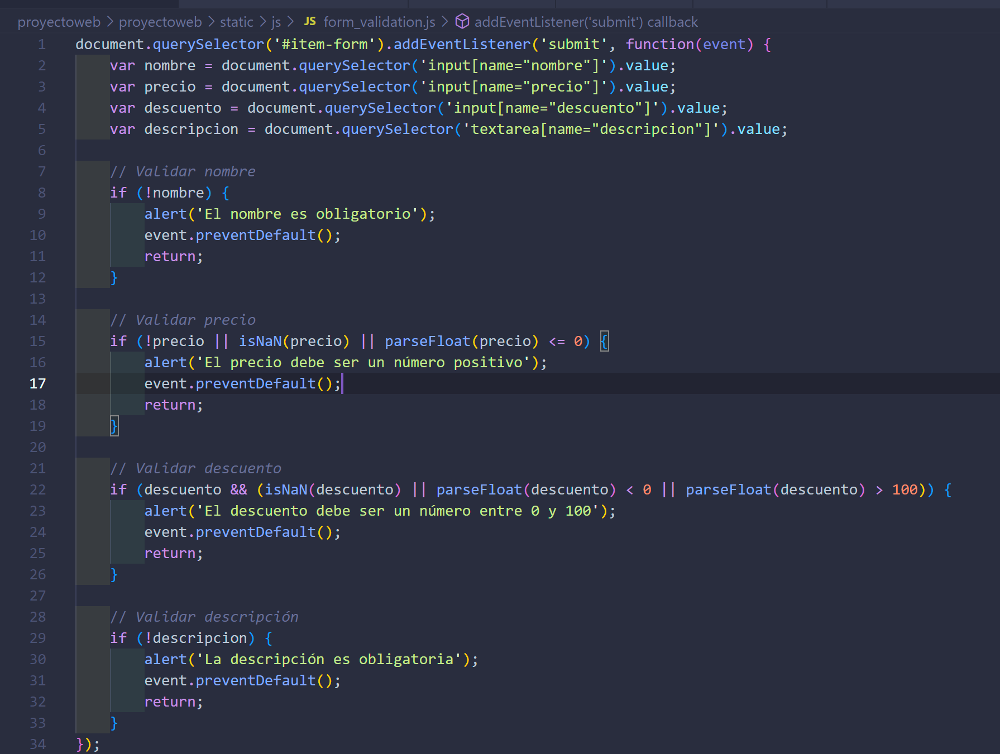 proyectoweb > proyectoweb > static > js > JS form_validation.js > addEventListener('submit') callback
1 document.querySelector('#item-form').addEventListener('submit', function(event) {
2 var nombre = document.querySelector('input[name="nombre"]').value;
3 var precio = document.querySelector('input[name="precio"]').value;
4 var descuento = document.querySelector('input[name="descuento"]').value;
5 var descripcion = document.querySelector('textarea[name="descripcion"]').value;
6
7 // Validar nombre
8 if (!nombre) {
9 alert('El nombre es obligatorio');
10 event.preventDefault();
11 return;
12 }
13
14 // Validar precio
15 if (!precio || isNaN(precio) || parseFloat(precio) <= 0) {
16 alert('El precio debe ser un número positivo');
17 event.preventDefault();
18 return;
19 }
20
21 // Validar descuento
22 if (descuento && (isNaN(descuento) || parseFloat(descuento) < 0 || parseFloat(descuento) > 100)) {
23 alert('El descuento debe ser un número entre 0 y 100');
24 event.preventDefault();
25 return;
26 }
27
28 // Validar descripción
29 if (!descripcion) {
30 alert('La descripción es obligatoria');
31 event.preventDefault();
32 return;
33 }
34 });